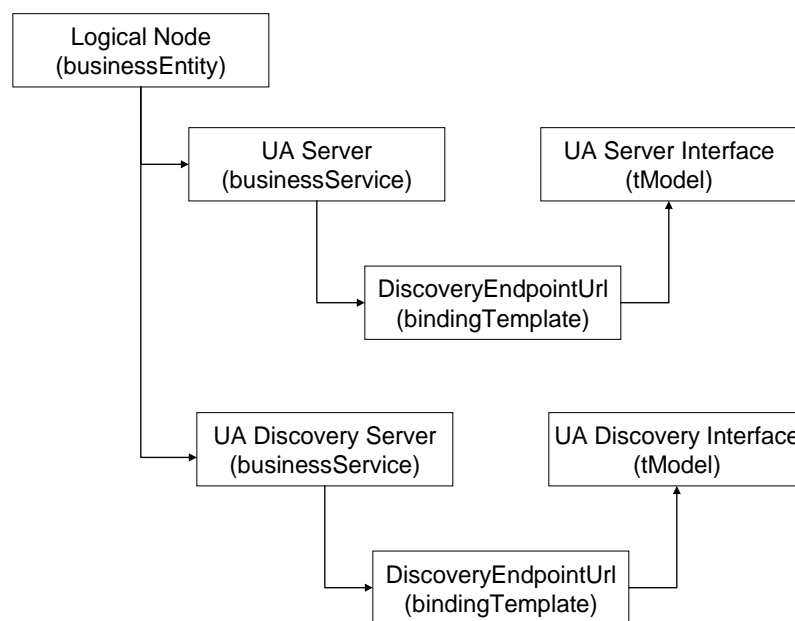 Logical Node
(businessEntity)
UA Server
(businessService)
UA Server Interface
(tModel)
DiscoveryEndpointUrl
(bindingTemplate)
UA Discovery Server
(businessService)
UA Discovery Interface
(tModel)
DiscoveryEndpointUrl
(bindingTemplate)